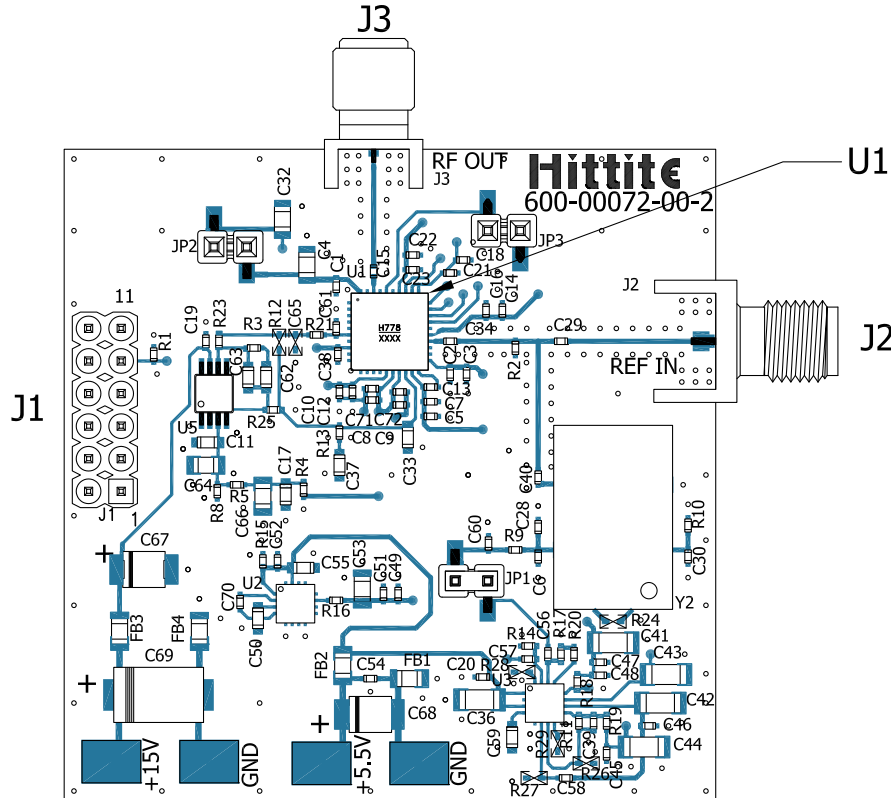 J3
RF OUT
J3
Hittite
600-00072-00-2
U1
C32
JP2
C4
C1
U1
C15
C22
C23
C18
C21
JP3
C16
C14
J2
J2
11
J1
R1
C19
R23
R3
R12
C65
R21
C61
H778
XXXX
C34
C2
C3
R2
C29
REF IN
C63
C62
C38
U5
R25
C10
C12
C71
C72
C8
C9
C13
C7
C5
C11
R13
C37
C33
C64
R8
R5
C66
C17
R4
J1
1
C40
C28
R10
C60
R9
C6
C30
+
C67
R15
C52
C55
C53
C51
C49
JP1
U2
C70
R16
C50
Y2
FB3
FB4
R24
C56
R17
R20
R14
C41
C57
C47
C48
C43
C69
+
FB2
C54
FB1
C20
R28
U3
R18
C42
C36
+
C68
C59
R29
R11
C39
R19
C46
C44
C45
R26
R27
C58
+15V
GND
+5.5V
GND